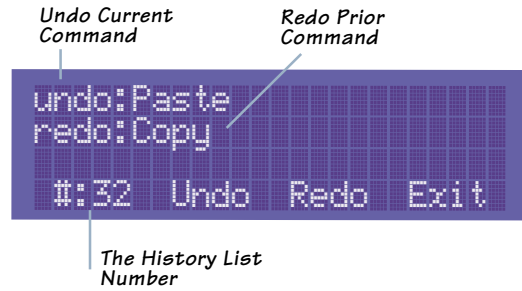 Undo Current
Command
Redo Prior
Command
undo:Paste
redo:Copy
#:32 Undo Redo Exit
The History List
Number